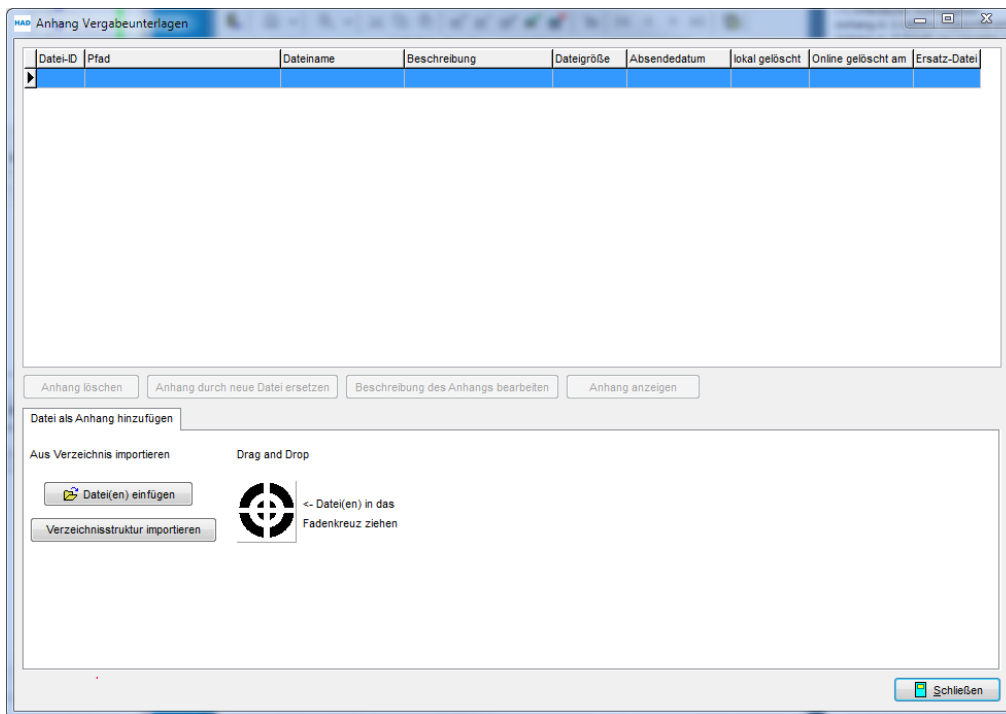 HAD Anhang Vergabeunterlagen
Datei-ID Pfad Dateiname Beschreibung Dateigröße Absendedatum lokal gelöscht Online gelöscht am Ersatz-Datei
Anhang löschen Anhang durch neue Datei ersetzen Beschreibung des Anhangs bearbeiten Anhang anzeigen
Datei als Anhang hinzufügen
Aus Verzeichnis importieren Drag and Drop
Datei(en) einfügen
<- Datei(en) in das
Fadenkreuz ziehen
Verzeichnisstruktur importieren
Schließen